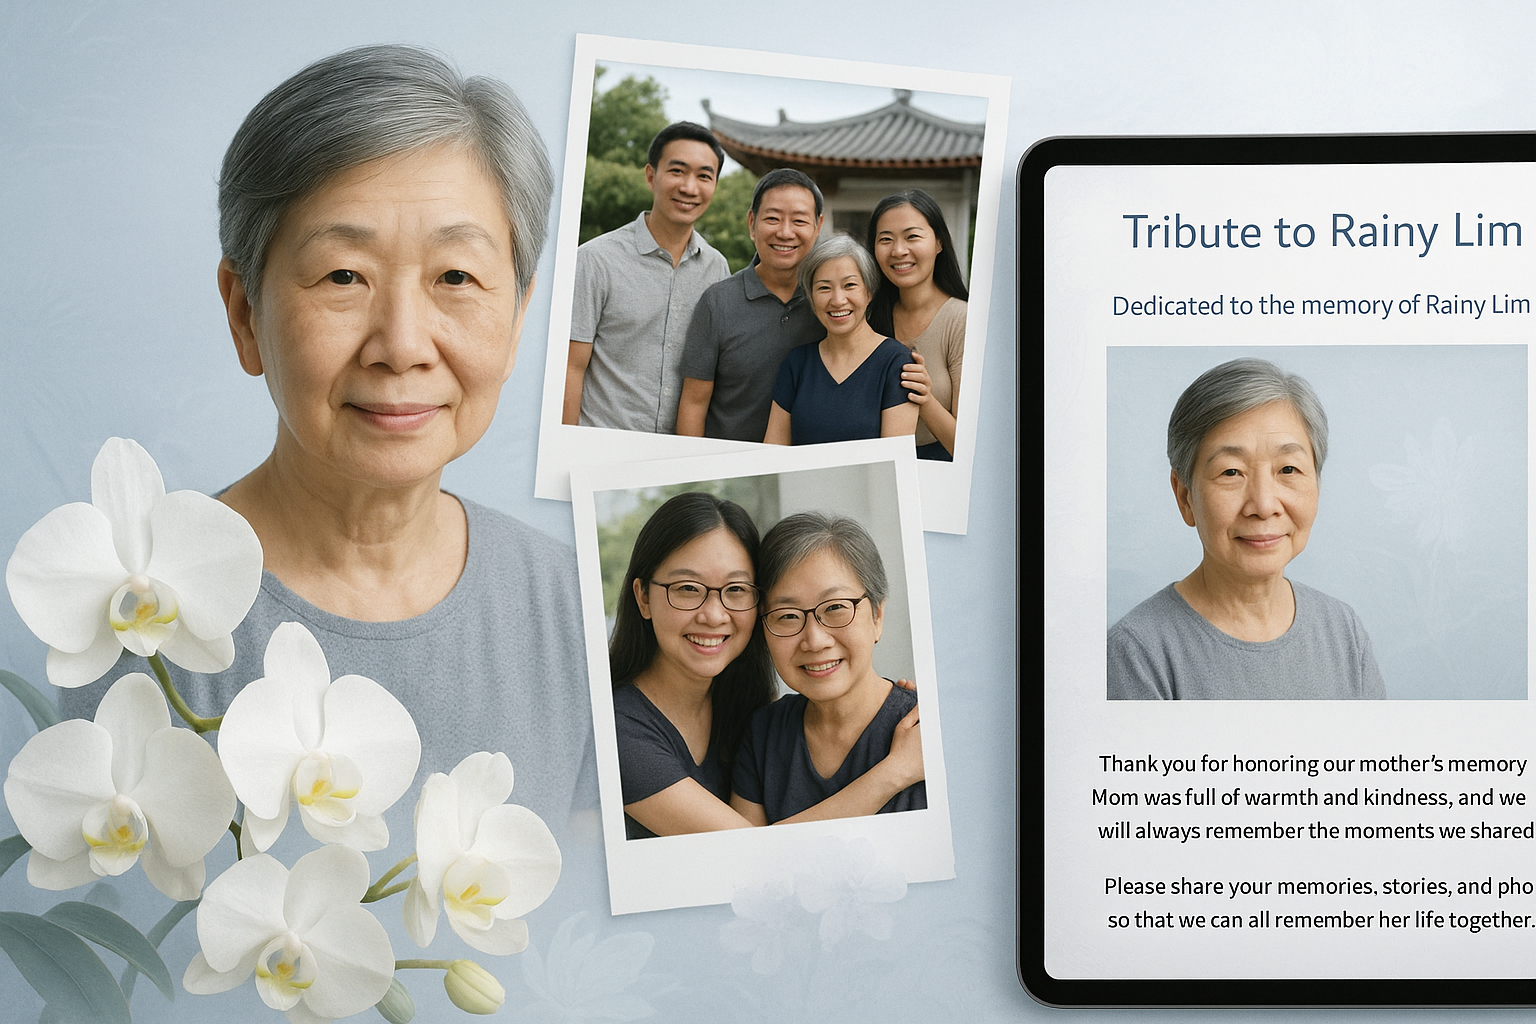 Tribute to Rainy Lim
Dedicated to the memory of Rainy Lim
Thank you for honoring our mother's memory
Mom was full of warmth and kindness, and we
will always remember the moments we shared
Please share your memories, stories, and pho
so that we can all remember her life together.